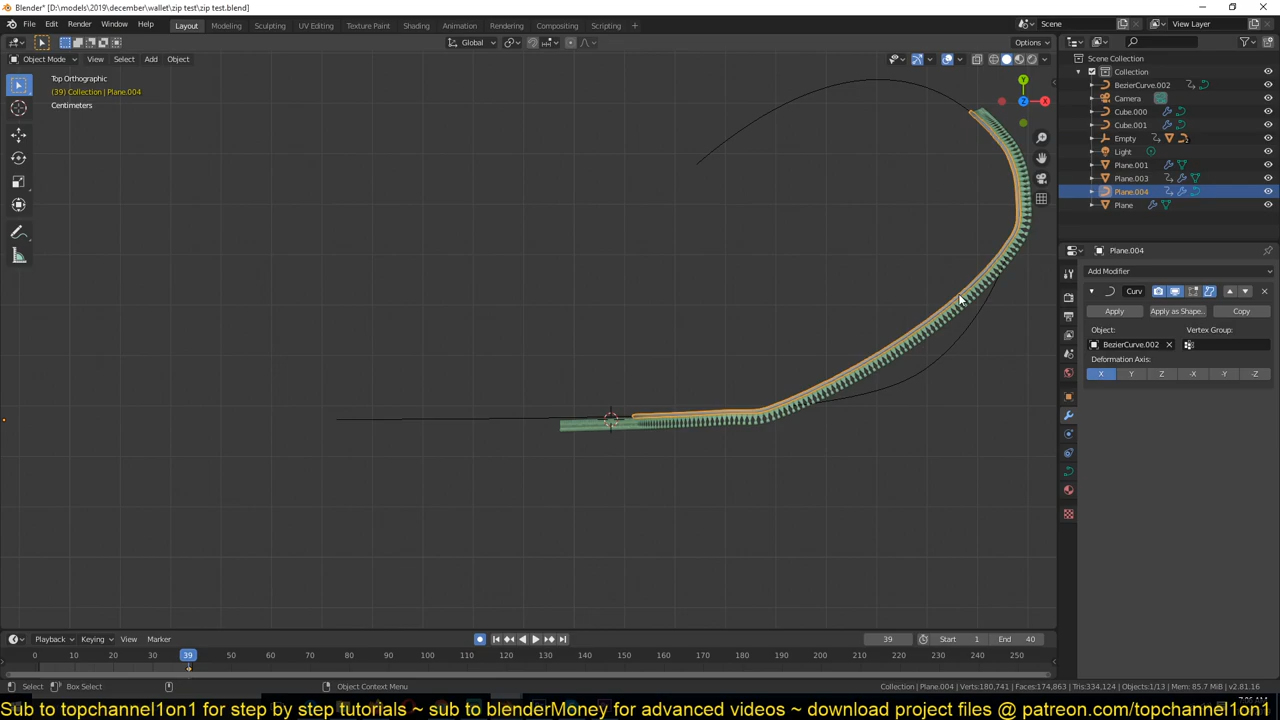 Blender* [D:\models\2019\december\wallet\zip test\zip test.blend]
File Edit Render Window Help Layout Modeling Sculpting UV Editing Texture Paint Shading Animation Rendering Compositing Scripting Scene View Layer
Global Options
Object Mode View Select Add Object
Top Orthographic
(39) Collection | Plane.004
Centimeters
Y
X
Z
Scene Collection
Collection
BezierCurve.002
Camera
Cube.000
Cube.001
Empty
Light
Plane.001
Plane.003
Plane.004
Plane
Plane.004
Add Modifier
Curv
Apply Apply as Shape.. Copy
Object: Vertex Group:
BezierCurve.002
Deformation Axis:
X Y Z -X -Y -Z
Playback Keying View Marker 39 Start 1 End 40
0 10 20 30 39 50 60 70 80 90 100 110 120 130 140 150 160 170 180 190 200 210 220 230 240 250
Select Box Select Object Context Menu Collection | Plane.004 | Verts:180,741 | Faces:174,863 | Tris:334,124 | Objects:1/13 | Mem: 85.7 MiB | v2.81.16
Sub to topchannel1on1 for step by step tutorials ~ sub to blenderMoney for advanced videos ~ download project files @ patreon.com/topchannel1on1